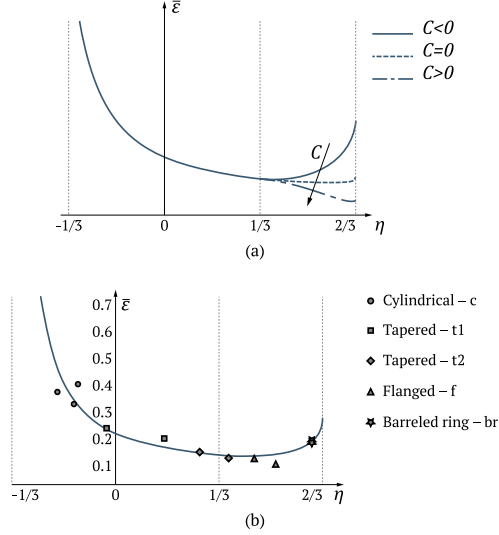 ε̅
C<0
C=0
C>0
C
-1/3
0
1/3
2/3
η
(a)
0.7
ε̅
0.6
0.5
0.4
0.3
0.2
0.1
-1/3
0
1/3
2/3
η
(b)
Cylindrical – c
Tapered – t1
Tapered – t2
Flanged – f
Barreled ring – br